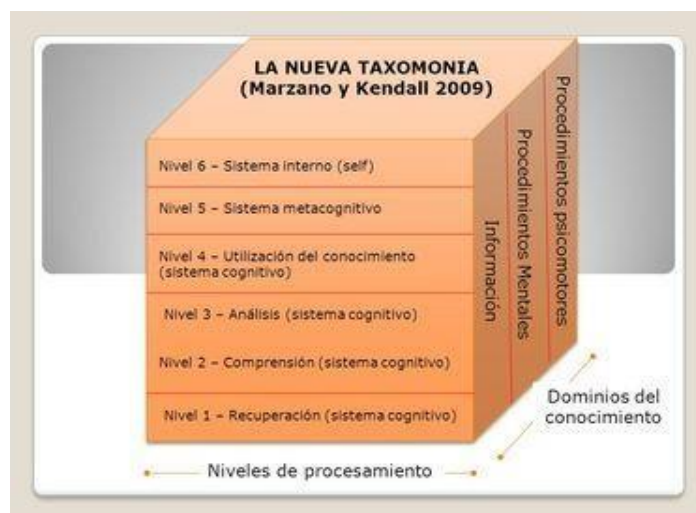 LA NUEVA TAXOMONIA
(Marzano y Kendall 2009)
Nivel 6 – Sistema interno (self)
Nivel 5 – Sistema metacognitivo
Nivel 4 – Utilización del conocimiento
(sistema cognitivo)
Nivel 3 – Análisis (sistema cognitivo)
Nivel 2 – Comprensión (sistema cognitivo)
Nivel 1 – Recuperación (sistema cognitivo)
Información
Procedimientos Mentales
Procedimientos psicomotores
Dominios del
conocimiento
Niveles de procesamiento